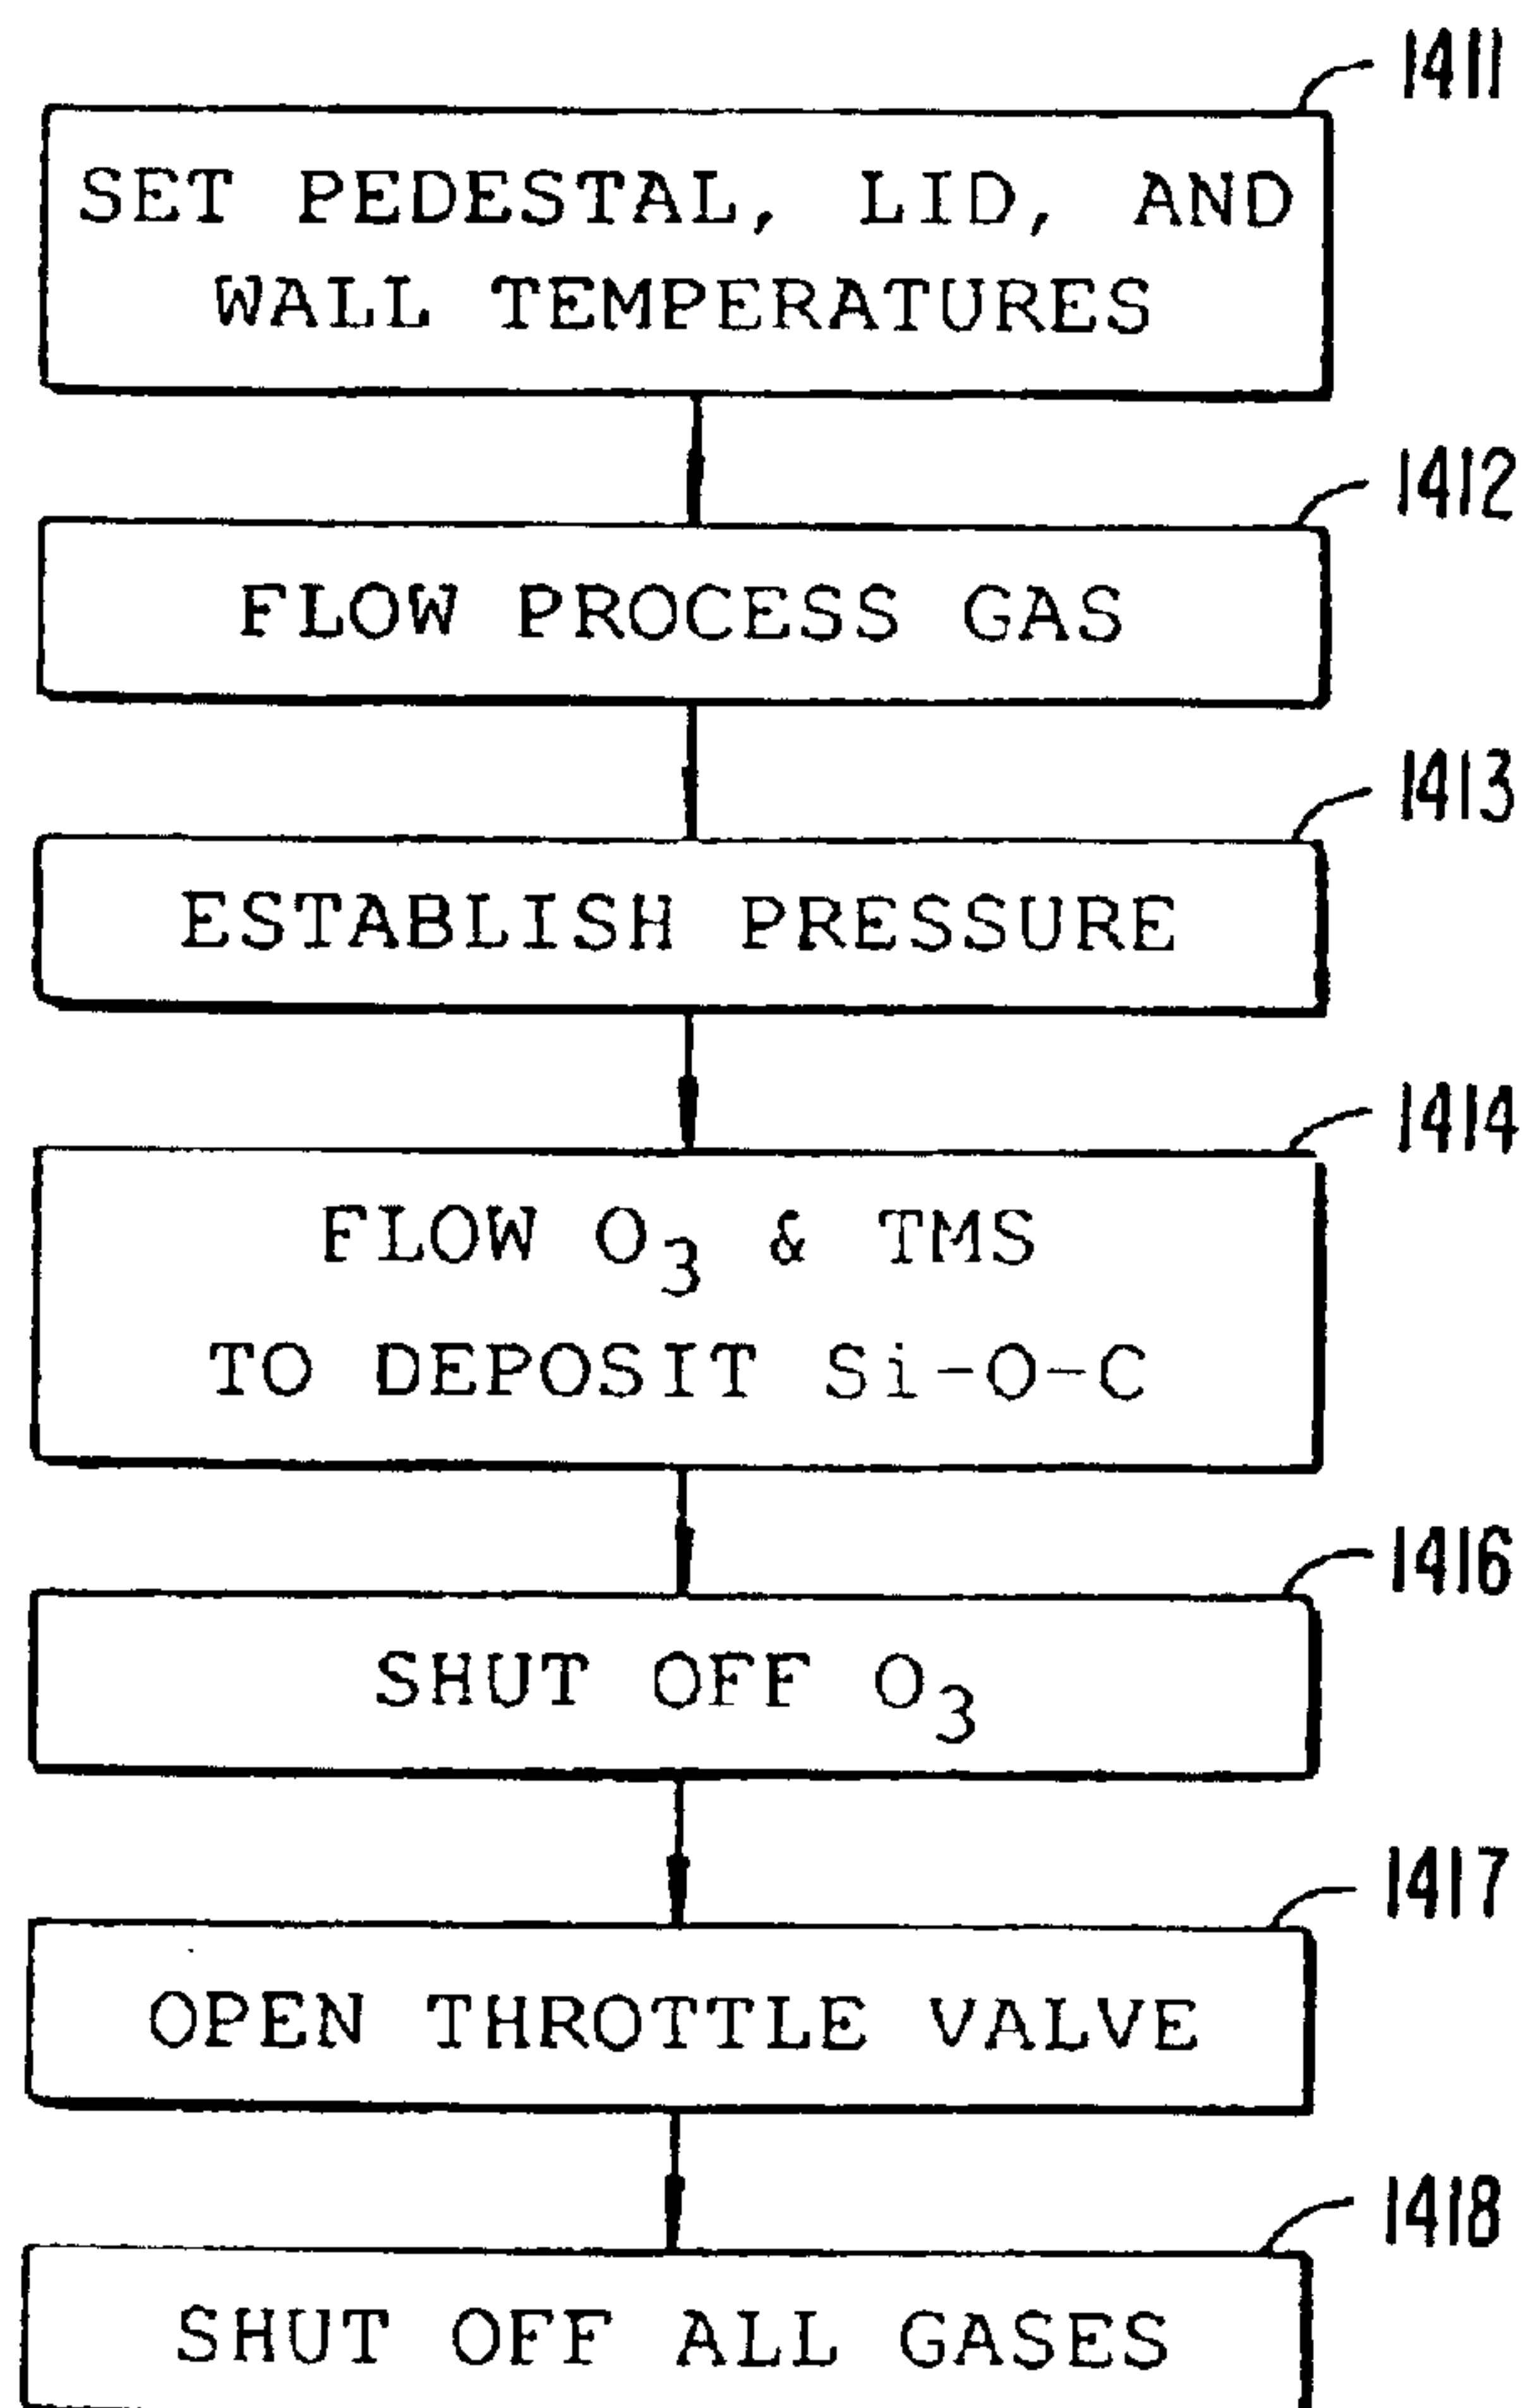 1411
SET PEDESTAL, LID, AND
WALL TEMPERATURES
1412
FLOW PROCESS GAS
1413
ESTABLISH PRESSURE
1414
FLOW O3 & TMS
TO DEPOSIT Si-O-C
1416
SHUT OFF O3
1417
OPEN THROTTLE VALVE
1418
SHUT OFF ALL GASES